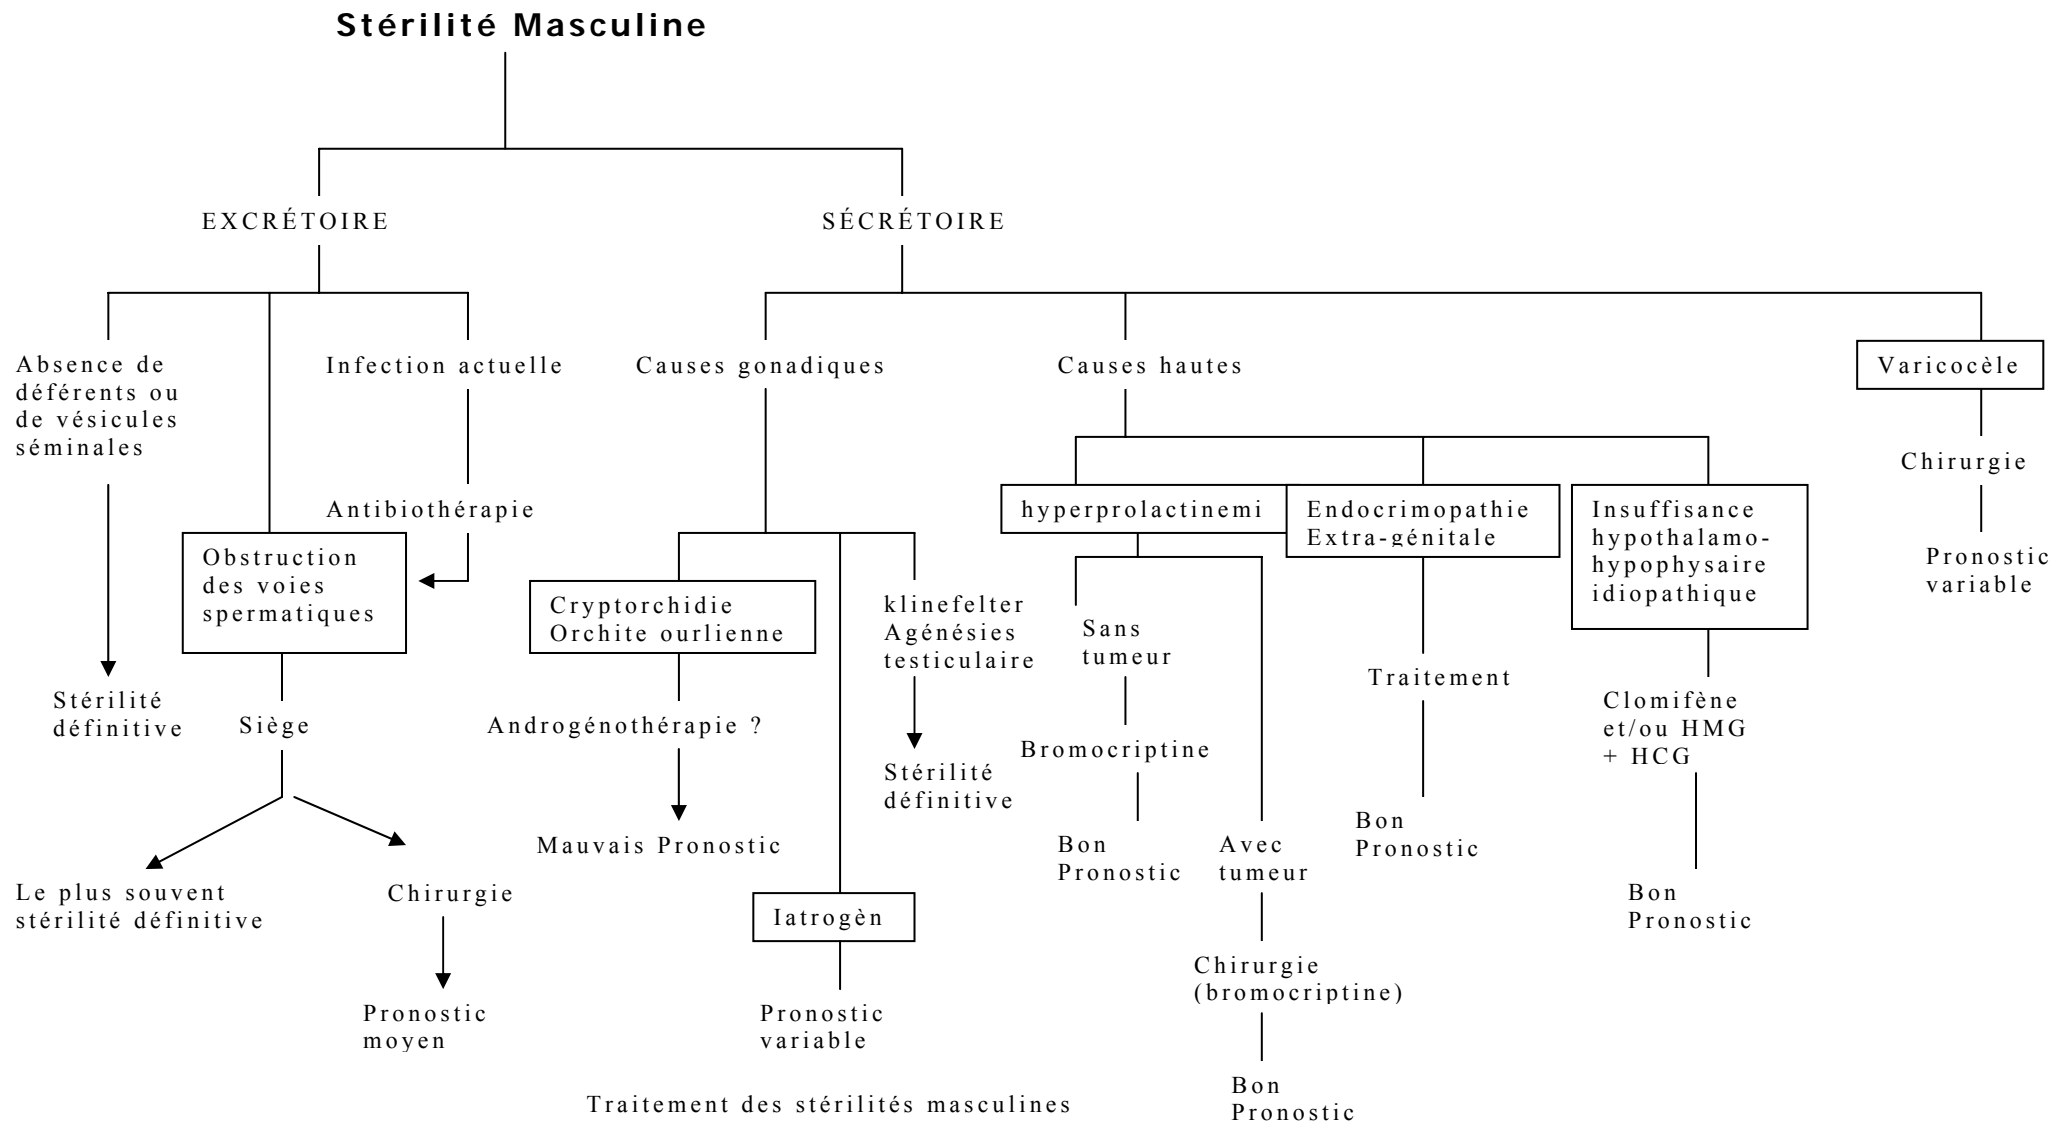 Stérilité Masculine
EXCRÉTOIRE
SÉCRÉTOIRE
Absence de
déférents ou
de vésicules
séminales
Stérilité
définitive
Infection actuelle
Antibiothérapie
Obstruction
des voies
spermatiques
Siège
Le plus souvent
stérilité définitive
Chirurgie
Pronostic
moyen
Causes gonadiques
Cryptorchidie
Orchite ourlienne
Androgénothérapie ?
Mauvais Pronostic
Iatrogèn
Pronostic
variable
klinefelter
Agénésies
testiculaire
Stérilité
définitive
Causes hautes
hyperprolactinemi
Sans
tumeur
Bromocriptine
Bon
Pronostic
Avec
tumeur
Chirurgie
(bromocriptine)
Bon
Pronostic
Endocrimopathie
Extra-génitale
Traitement
Bon
Pronostic
Insuffisance
hypothalamo-
hypophysaire
idiopathique
Clomifène
et/ou HMG
+ HCG
Bon
Pronostic
Varicocèle
Chirurgie
Pronostic
variable
Traitement des stérilités masculines